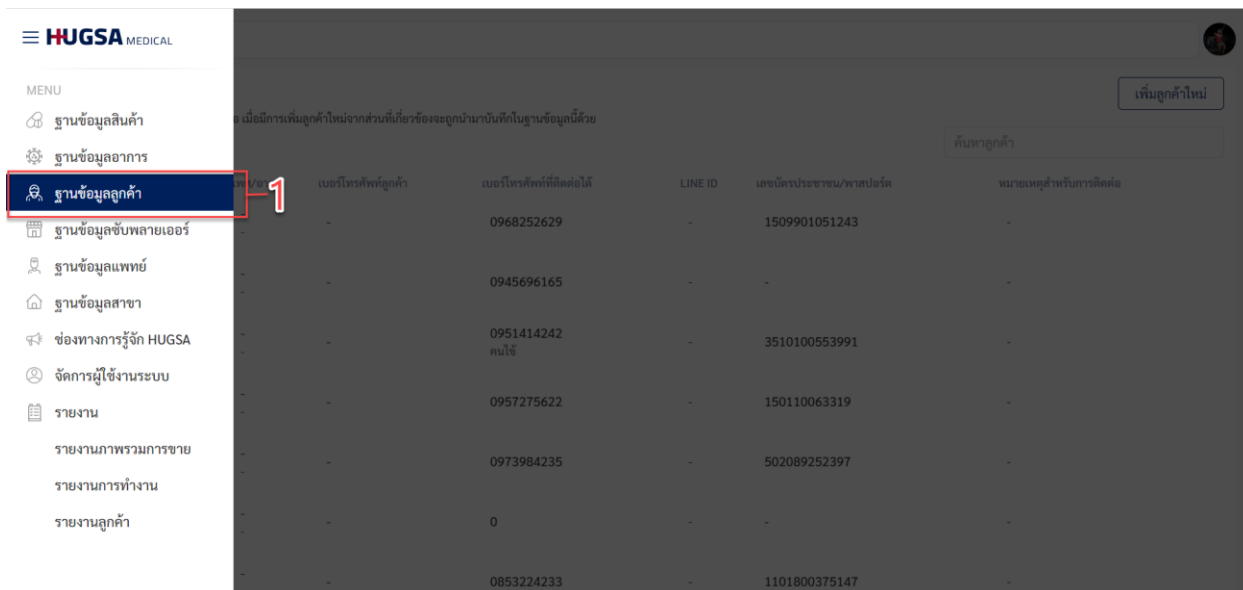 HUGSA MEDICAL
MENU
ฐานข้อมูลสินค้า
ฐานข้อมูลอาการ
ฐานข้อมูลลูกค้า
1
ฐานข้อมูลซับพลายเออร์
ฐานข้อมูลแพทย์
ฐานข้อมูลสาขา
ช่องทางการรู้จัก HUGSA
จัดการผู้ใช้งานระบบ
รายงาน
รายงานภาพรวมการขาย
รายงานการทำงาน
รายงานลูกค้า
เพิ่มลูกค้าใหม่
เมื่อมีการเพิ่มลูกค้าใหม่จากส่วนที่เกี่ยวข้องจะถูกนำมาบันทึกในฐานข้อมูลนี้ด้วย
ค้นหาลูกค้า
เบอร์โทรศัพท์ลูกค้า เบอร์โทรศัพท์ที่ติดต่อได้ LINE ID เลขบัตรประชาชน/พาสปอร์ต หมายเหตุสำหรับการติดต่อ
- - 0968252629 - 1509901051243 -
-
- - 0945696165 - - -
-
- - 0951414242 - 3510100553991 -
- คนไข้
- - 0957275622 - 150110063319 -
-
- - 0973984235 - 502089252397 -
-
- - 0 - - -
-
- - 0853224233 - 1101800375147 -